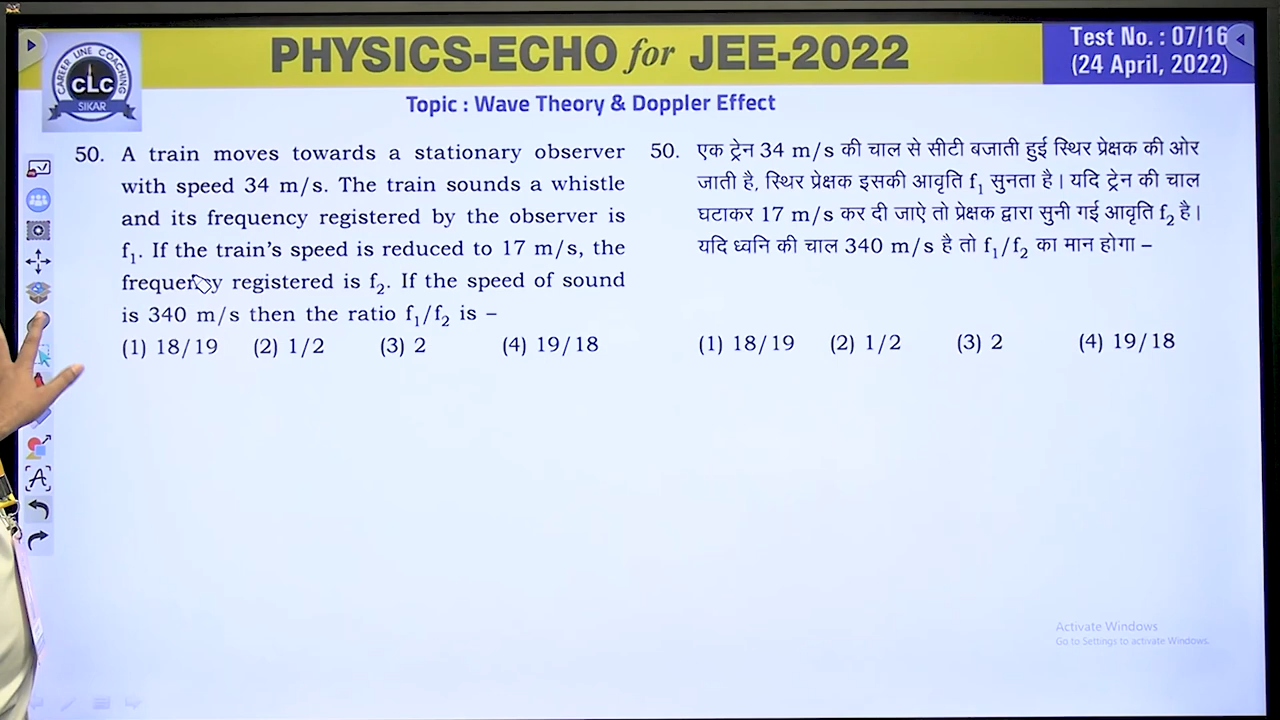 PHYSICS-ECHO for JEE-2022
Test No. : 07/16
(24 April, 2022)
CAREER LINE COACHING
CLC
SIKAR
Topic : Wave Theory & Doppler Effect
50. A train moves towards a stationary observer
with speed 34 m/s. The train sounds a whistle
and its frequency registered by the observer is
f₁. If the train's speed is reduced to 17 m/s, the
frequency registered is f₂. If the speed of sound
is 340 m/s then the ratio f₁/f₂ is –
(1) 18/19 (2) 1/2 (3) 2 (4) 19/18
50. एक ट्रेन 34 m/s की चाल से सीटी बजाती हुई स्थिर प्रेक्षक की ओर
जाती है, स्थिर प्रेक्षक इसकी आवृति f₁ सुनता है। यदि ट्रेन की चाल
घटाकर 17 m/s कर दी जाऐ तो प्रेक्षक द्वारा सुनी गई आवृति f₂ है।
यदि ध्वनि की चाल 340 m/s है तो f₁/f₂ का मान होगा –
(1) 18/19 (2) 1/2 (3) 2 (4) 19/18
Activate Windows
Go to Settings to activate Windows.